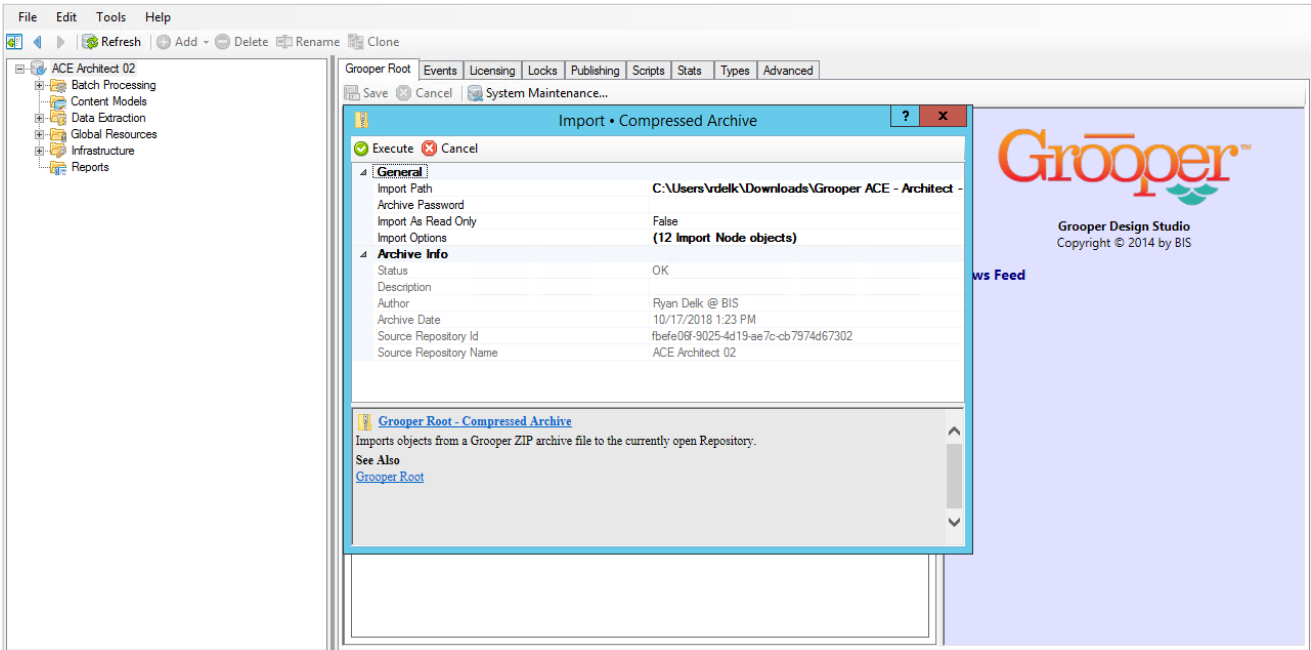 File Edit Tools Help
Refresh Add Delete Rename Clone
ACE Architect 02
Batch Processing
Content Models
Data Extraction
Global Resources
Infrastructure
Reports
Grooper Root Events Licensing Locks Publishing Scripts Stats Types Advanced
Save Cancel System Maintenance...
Import • Compressed Archive ? x
Execute Cancel
General
Import Path C:\Users\rdelk\Downloads\Grooper ACE - Architect -
Archive Password
Import As Read Only False
Import Options (12 Import Node objects)
Archive Info
Status OK
Description
Author Ryan Delk @ BIS
Archive Date 10/17/2018 1:23 PM
Source Repository Id fbefe06f-9025-4d19-ae7c-cb7974d67302
Source Repository Name ACE Architect 02
Grooper Root - Compressed Archive
Imports objects from a Grooper ZIP archive file to the currently open Repository.
See Also
Grooper Root
Grooper™
Grooper Design Studio
Copyright © 2014 by BIS
ws Feed